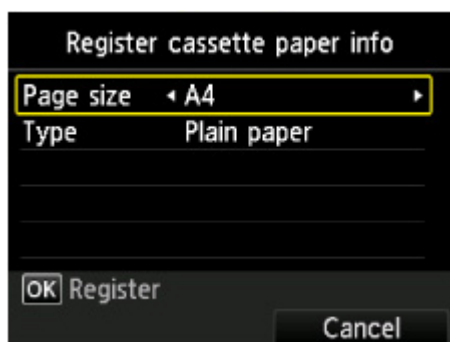 Register cassette paper info
Page size A4
Type Plain paper
OK Register
Cancel